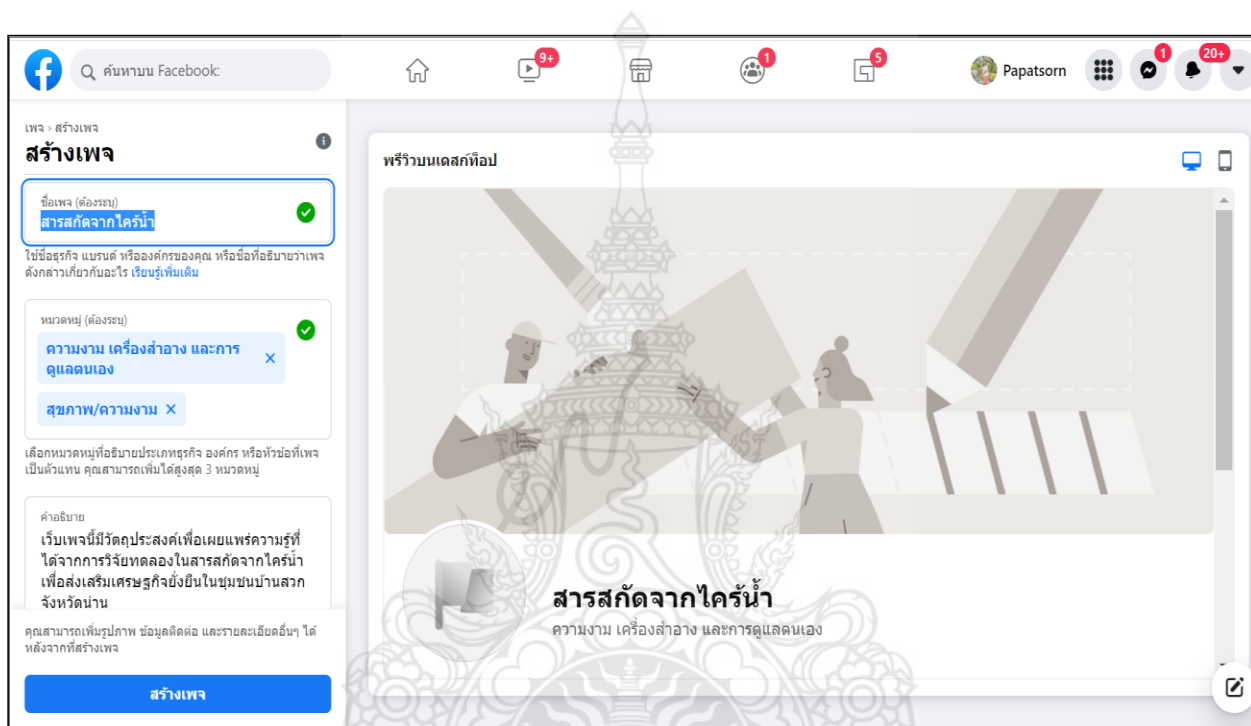 ค้นหาบน Facebook:
9+
1
5
Papatsorn
1
20+
เพจ › สร้างเพจ
สร้างเพจ
ชื่อเพจ (ต้องระบุ)
สารสกัดจากไคร้น้ำ
ใช้ชื่อธุรกิจ แบรนด์ หรือองค์กรของคุณ หรือชื่อที่อธิบายว่าเพจ
ดังกล่าวเกี่ยวกับอะไร เรียนรู้เพิ่มเติม
หมวดหมู่ (ต้องระบุ)
ความงาม เครื่องสำอาง และการ
ดูแลตนเอง
สุขภาพ/ความงาม
เลือกหมวดหมู่ที่อธิบายประเภทธุรกิจ องค์กร หรือหัวข้อที่เพจ
เป็นตัวแทน คุณสามารถเพิ่มได้สูงสุด 3 หมวดหมู่
คำอธิบาย
เว็บเพจนี้มีวัตถุประสงค์เพื่อเผยแพร่ความรู้ที่
ได้จากการวิจัยทดลองในสารสกัดจากไคร้น้ำ
เพื่อส่งเสริมเศรษฐกิจยั่งยืนในชุมชนบ้านสวก
จังหวัดน่าน
คุณสามารถเพิ่มรูปภาพ ข้อมูลติดต่อ และรายละเอียดอื่นๆ ได้
หลังจากที่สร้างเพจ
สร้างเพจ
พรีวิวบนเดสก์ท็อป
สารสกัดจากไคร้น้ำ
ความงาม เครื่องสำอาง และการดูแลตนเอง